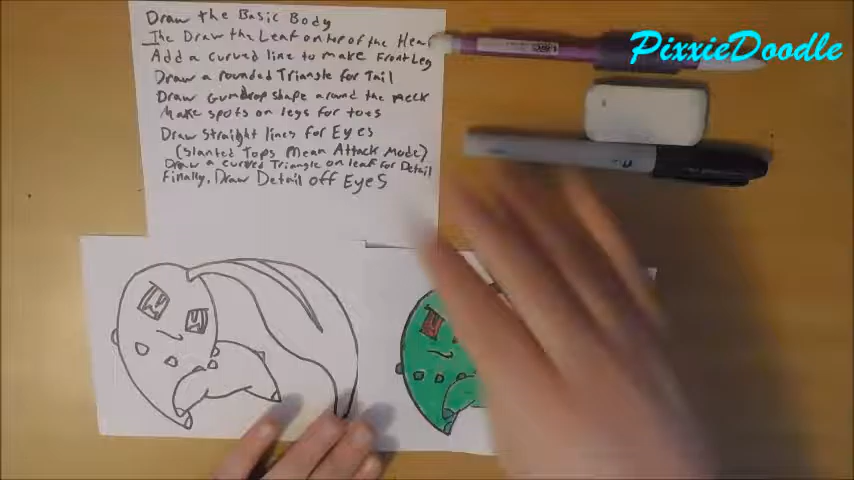 Draw the Basic Body
The Draw the Leaf on top of the Head
Add a curved line to make Front Leg
Draw a rounded Triangle for Tail
Draw Gumdrop shape around the neck
Make spots on legs for toes
Draw straight lines for Eyes
(Slanted Tops Mean Attack Mode)
Draw a curved Triangle on leaf for Detail
Finally, Draw Detail off Eyes
PixxieDoodle